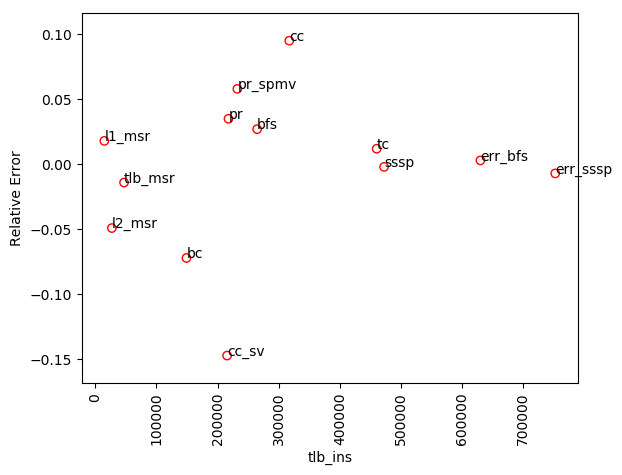 0.10
0.05
0.00
−0.05
−0.10
−0.15
Relative Error
cc
pr_spmv
pr
bfs
l1_msr
tc
err_bfs
sssp
err_sssp
tlb_msr
l2_msr
bc
cc_sv
0
100000
200000
300000
400000
500000
600000
700000
tlb_ins